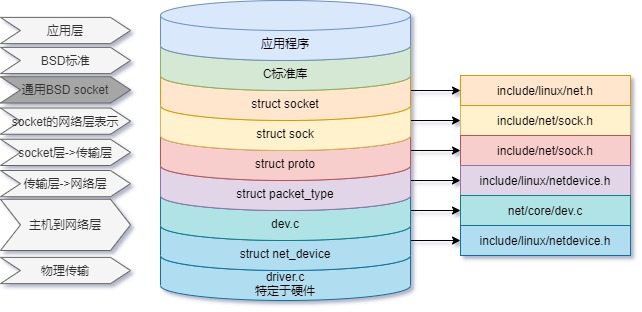 应用层
BSD标准
通用BSD socket
socket的网络层表示
socket层->传输层
传输层->网络层
主机到网络层
物理传输
应用程序
C标准库
struct socket
struct sock
struct proto
struct packet_type
dev.c
struct net_device
driver.c
特定于硬件
include/linux/net.h
include/net/sock.h
include/net/sock.h
include/linux/netdevice.h
net/core/dev.c
include/linux/netdevice.h